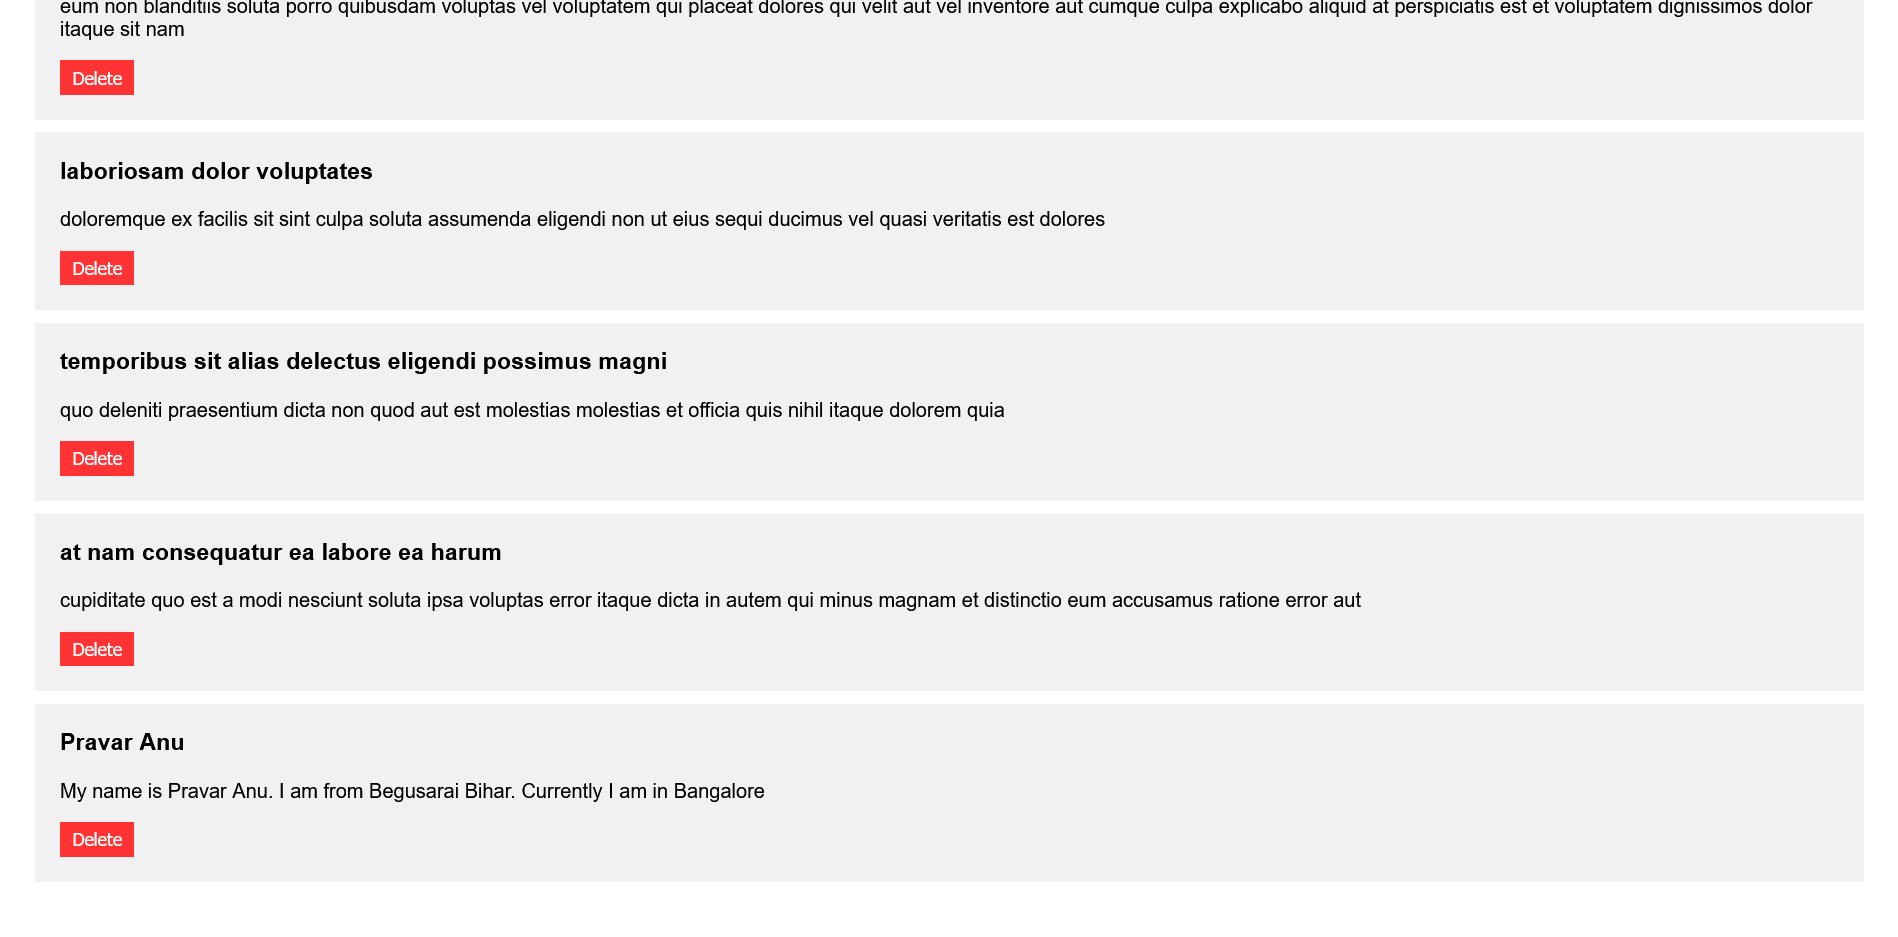 eum non blanditiis soluta porro quibusdam voluptas vel voluptatem qui placeat dolores qui velit aut vel inventore aut cumque culpa explicabo aliquid at perspiciatis est et voluptatem dignissimos dolor
itaque sit nam
Delete
laboriosam dolor voluptates
doloremque ex facilis sit sint culpa soluta assumenda eligendi non ut eius sequi ducimus vel quasi veritatis est dolores
Delete
temporibus sit alias delectus eligendi possimus magni
quo deleniti praesentium dicta non quod aut est molestias molestias et officia quis nihil itaque dolorem quia
Delete
at nam consequatur ea labore ea harum
cupiditate quo est a modi nesciunt soluta ipsa voluptas error itaque dicta in autem qui minus magnam et distinctio eum accusamus ratione error aut
Delete
Pravar Anu
My name is Pravar Anu. I am from Begusarai Bihar. Currently I am in Bangalore
Delete